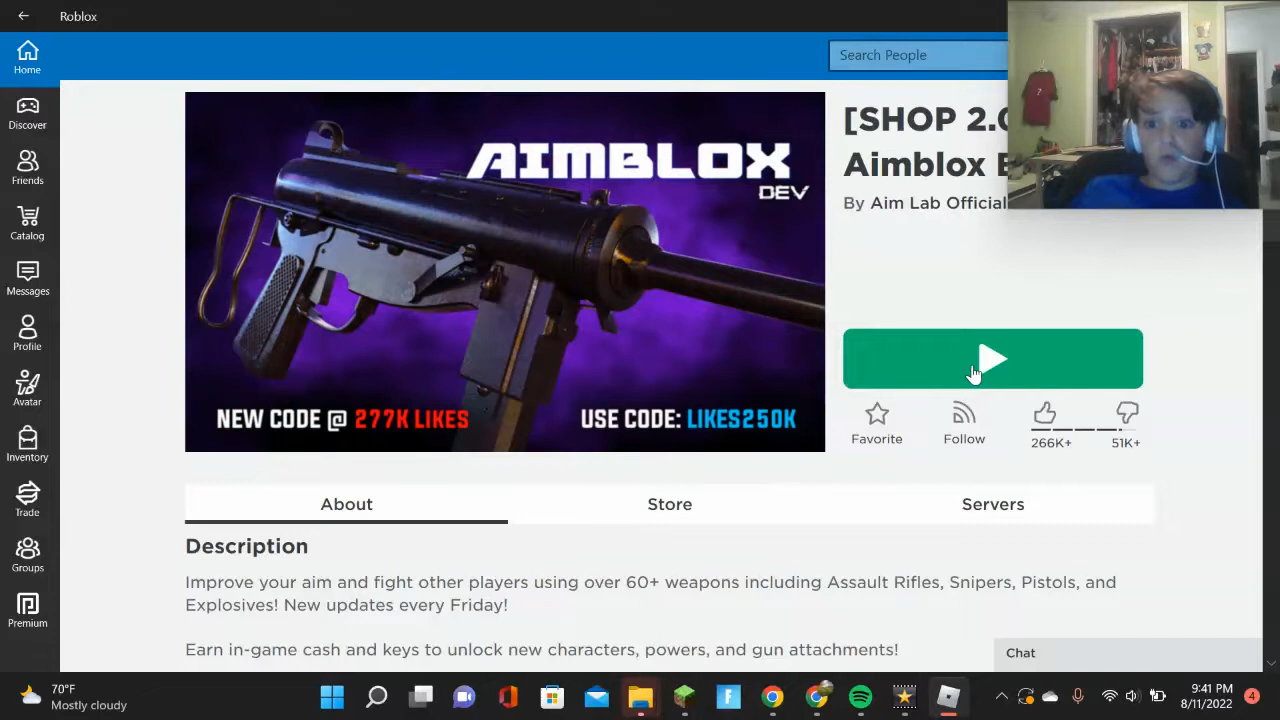 Roblox
Home
Discover
Friends
Catalog
Messages
Profile
Avatar
Inventory
Trade
Groups
Premium
Search People
AIMBLOX
DEV
NEW CODE @ 277K LIKES
USE CODE: LIKES250K
[SHOP 2.0
Aimblox B
By Aim Lab Official
Favorite
Follow
266K+
51K+
About
Store
Servers
Description
Improve your aim and fight other players using over 60+ weapons including Assault Rifles, Snipers, Pistols, and
Explosives! New updates every Friday!
Earn in-game cash and keys to unlock new characters, powers, and gun attachments!
Chat
7
70°F
Mostly cloudy
9:41 PM
8/11/2022
4